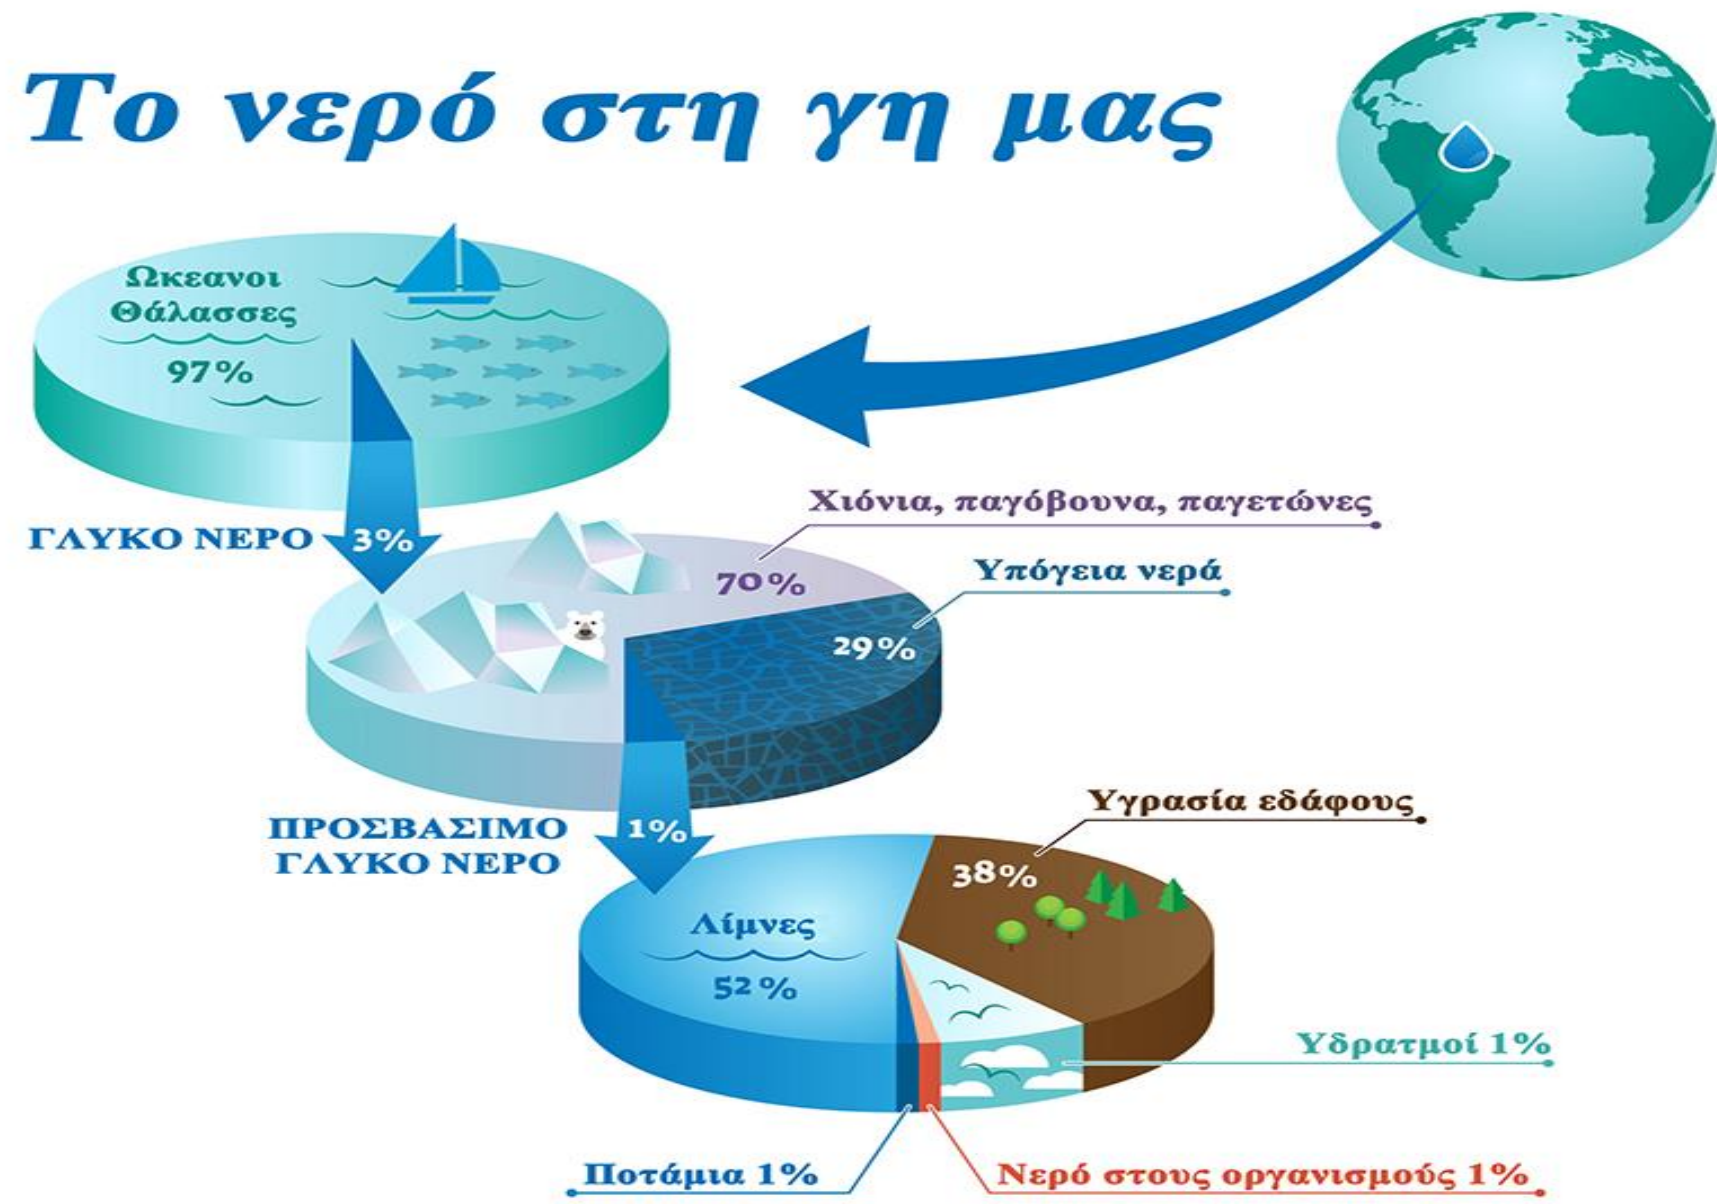 Το νερό στη γη μας
Ωκεανοι
Θάλασσες
97%
ΓΛΥΚΟ ΝΕΡΟ
3%
Χιόνια, παγόβουνα, παγετώνες
70%
Υπόγεια νερά
29%
ΠΡΟΣΒΑΣΙΜΟ
ΓΛΥΚΟ ΝΕΡΟ
1%
Υγρασία εδάφους
38%
Λίμνες
52%
Υδρατμοί 1%
Ποτάμια 1%
Νερό στους οργανισμούς 1%